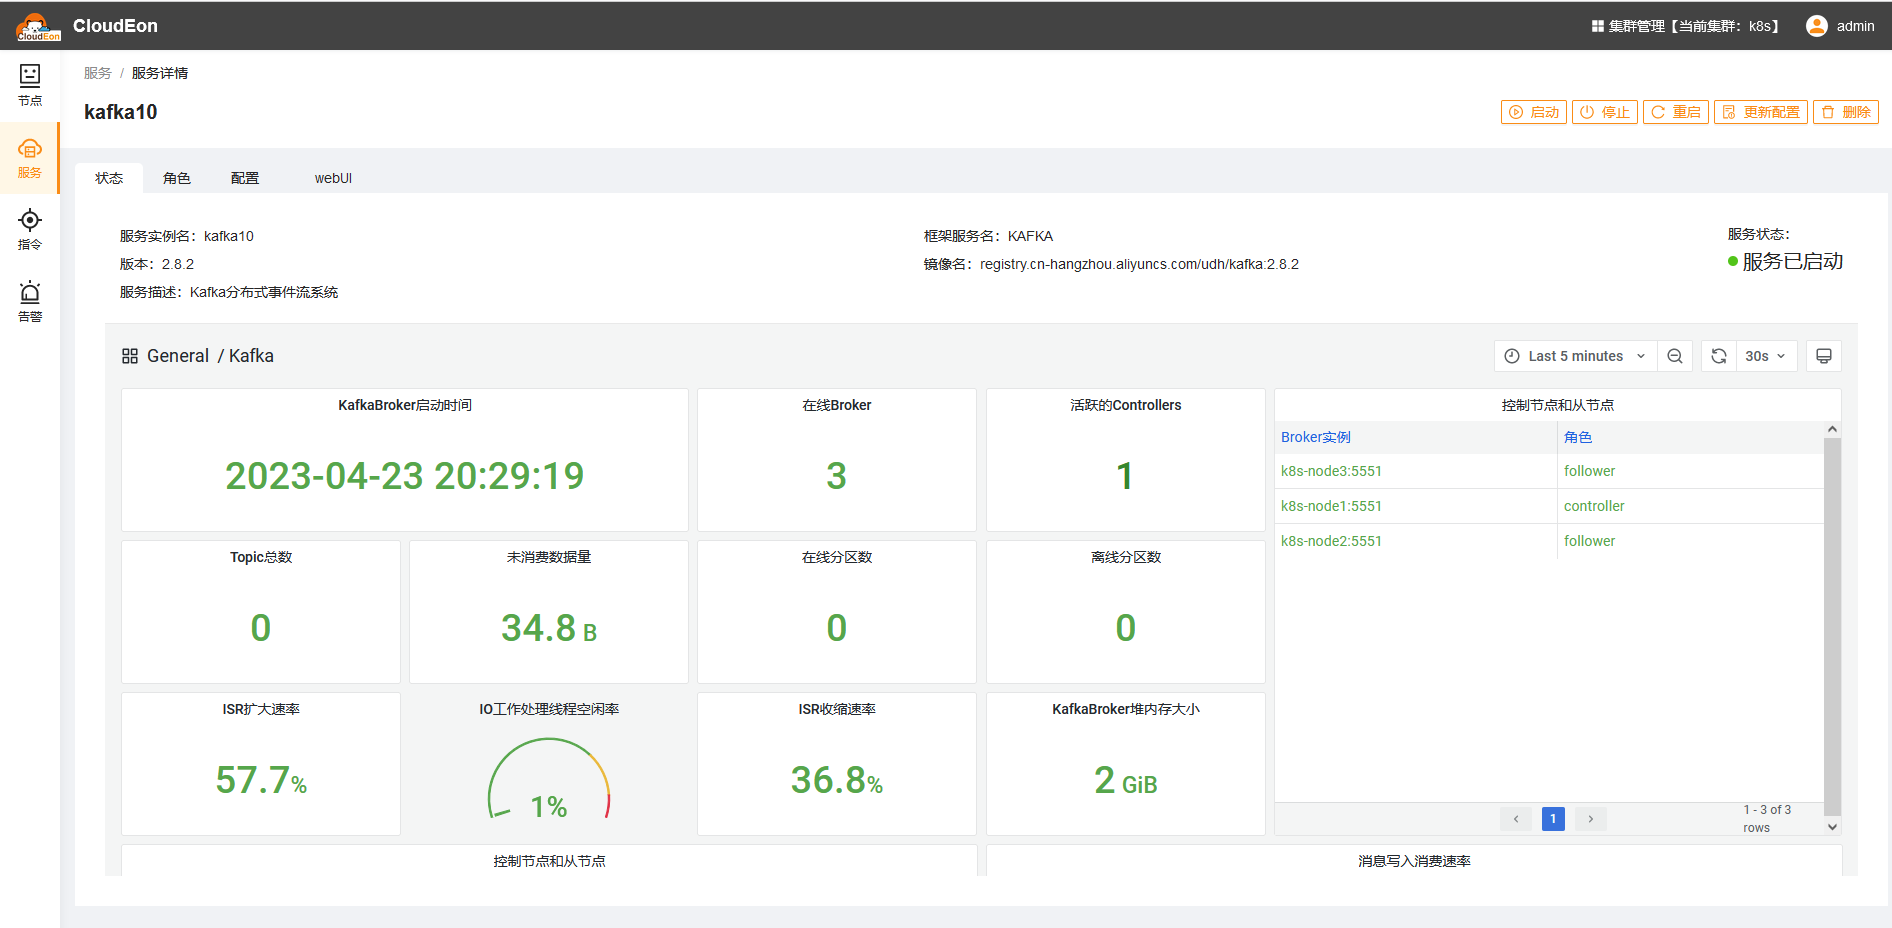 CloudEon
CloudEon
集群管理【当前集群：k8s】
admin
节点
服务
指令
告警
服务 / 服务详情
kafka10
启动
停止
重启
更新配置
删除
状态
角色
配置
webUI
服务实例名：kafka10
版本：2.8.2
服务描述：Kafka分布式事件流系统
框架服务名：KAFKA
镜像名：registry.cn-hangzhou.aliyuncs.com/udh/kafka:2.8.2
服务状态：
服务已启动
General / Kafka
Last 5 minutes
30s
KafkaBroker启动时间
2023-04-23 20:29:19
在线Broker
3
活跃的Controllers
1
控制节点和从节点
Broker实例 角色
k8s-node3:5551 follower
k8s-node1:5551 controller
k8s-node2:5551 follower
1
1 - 3 of 3
rows
Topic总数
0
未消费数据量
34.8 B
在线分区数
0
离线分区数
0
ISR扩大速率
57.7%
IO工作处理线程空闲率
1%
ISR收缩速率
36.8%
KafkaBroker堆内存大小
2 GiB
控制节点和从节点
消息写入消费速率